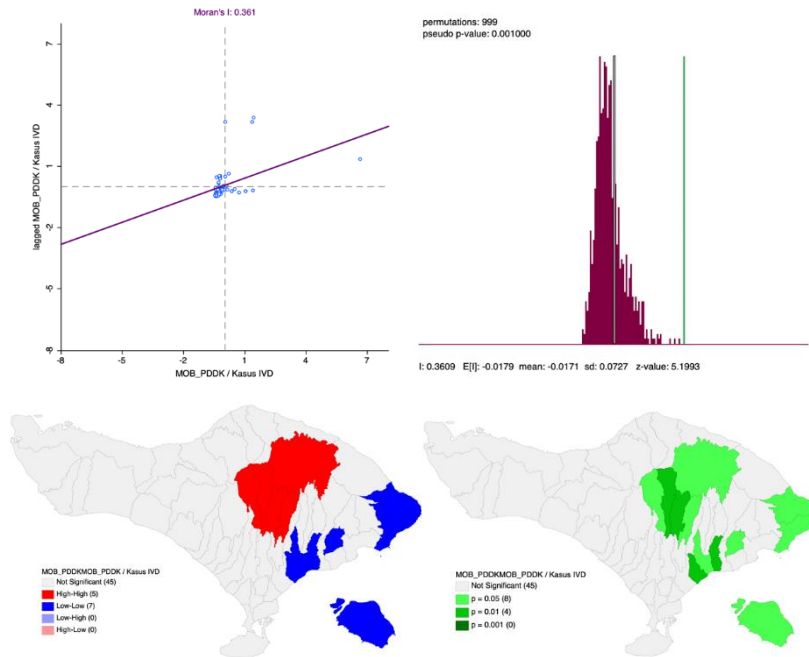 Moran's I: 0.361
7
4
1
-2
-5
-8
lagged MOB_PDDK / Kasus IVD
-8
-5
-2
1
4
7
MOB_PDDK / Kasus IVD
permutations: 999
pseudo p-value: 0.001000
I: 0.3609 E[I]: -0.0179 mean: -0.0171 sd: 0.0727 z-value: 5.1993
MOB_PDDKMOB_PDDK / Kasus IVD
Not Significant (45)
High-High (5)
Low-Low (7)
Low-High (0)
High-Low (0)
MOB_PDDKMOB_PDDK / Kasus IVD
Not Significant (45)
p = 0.05 (8)
p = 0.01 (4)
p = 0.001 (0)